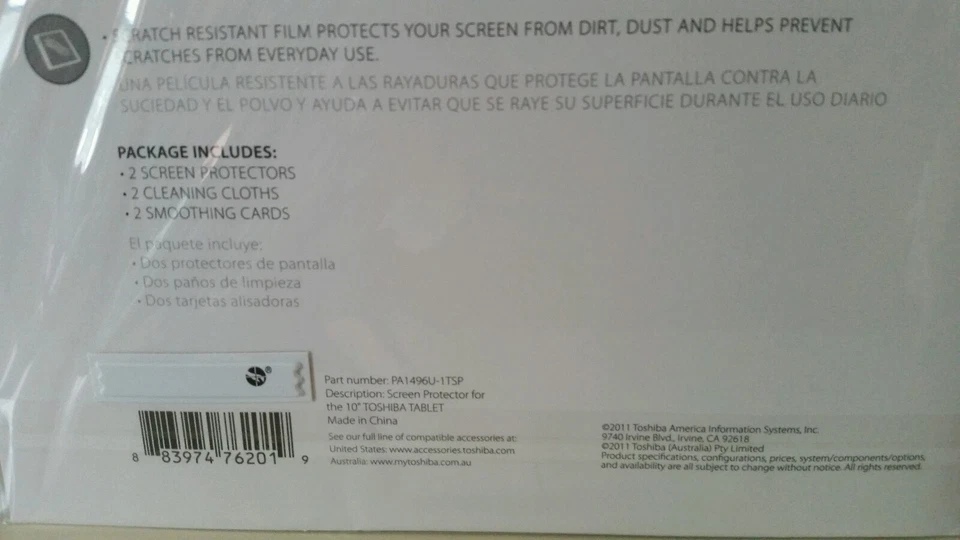 • SCRATCH RESISTANT FILM PROTECTS YOUR SCREEN FROM DIRT, DUST AND HELPS PREVENT
SCRATCHES FROM EVERYDAY USE.
UNA PELÍCULA RESISTENTE A LAS RAYADURAS QUE PROTEGE LA PANTALLA CONTRA LA
SUCIEDAD Y EL POLVO Y AYUDA A EVITAR QUE SE RAYE SU SUPERFICIE DURANTE EL USO DIARIO
PACKAGE INCLUDES:
• 2 SCREEN PROTECTORS
• 2 CLEANING CLOTHS
• 2 SMOOTHING CARDS
El paquete incluye:
• Dos protectores de pantalla
• Dos paños de limpieza
• Dos tarjetas alisadoras
®
8 83974 76201 9
Part number: PA1496U-1TSP
Description: Screen Protector for
the 10" TOSHIBA TABLET
Made in China
See our full line of compatible accessories at:
United States: www.accessories.toshiba.com
Australia: www.mytoshiba.com.au
©2011 Toshiba America Information Systems, Inc.
9740 Irvine Blvd., Irvine, CA 92618
©2011 Toshiba (Australia) Pty Limited
Product specifications, configurations, prices, system/components/options,
and availability are all subject to change without notice. All rights reserved.